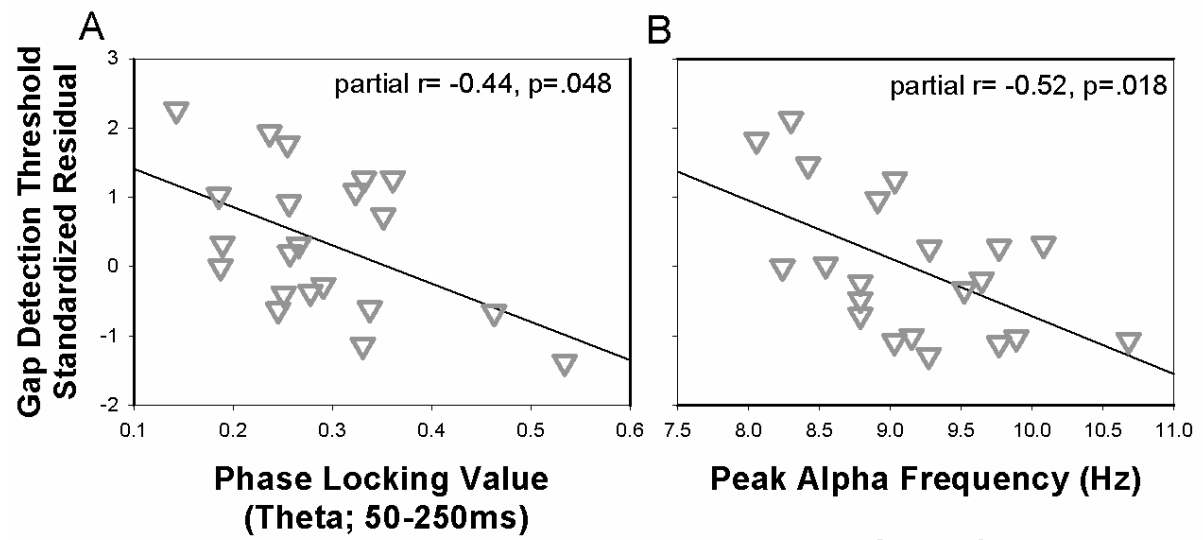 A
B
Gap Detection Threshold
Standardized Residual
3
2
1
0
-1
-2
partial r= -0.44, p=.048
partial r= -0.52, p=.018
0.1 0.2 0.3 0.4 0.5 0.6
7.5 8.0 8.5 9.0 9.5 10.0 10.5 11.0
Phase Locking Value
(Theta; 50-250ms)
Peak Alpha Frequency (Hz)